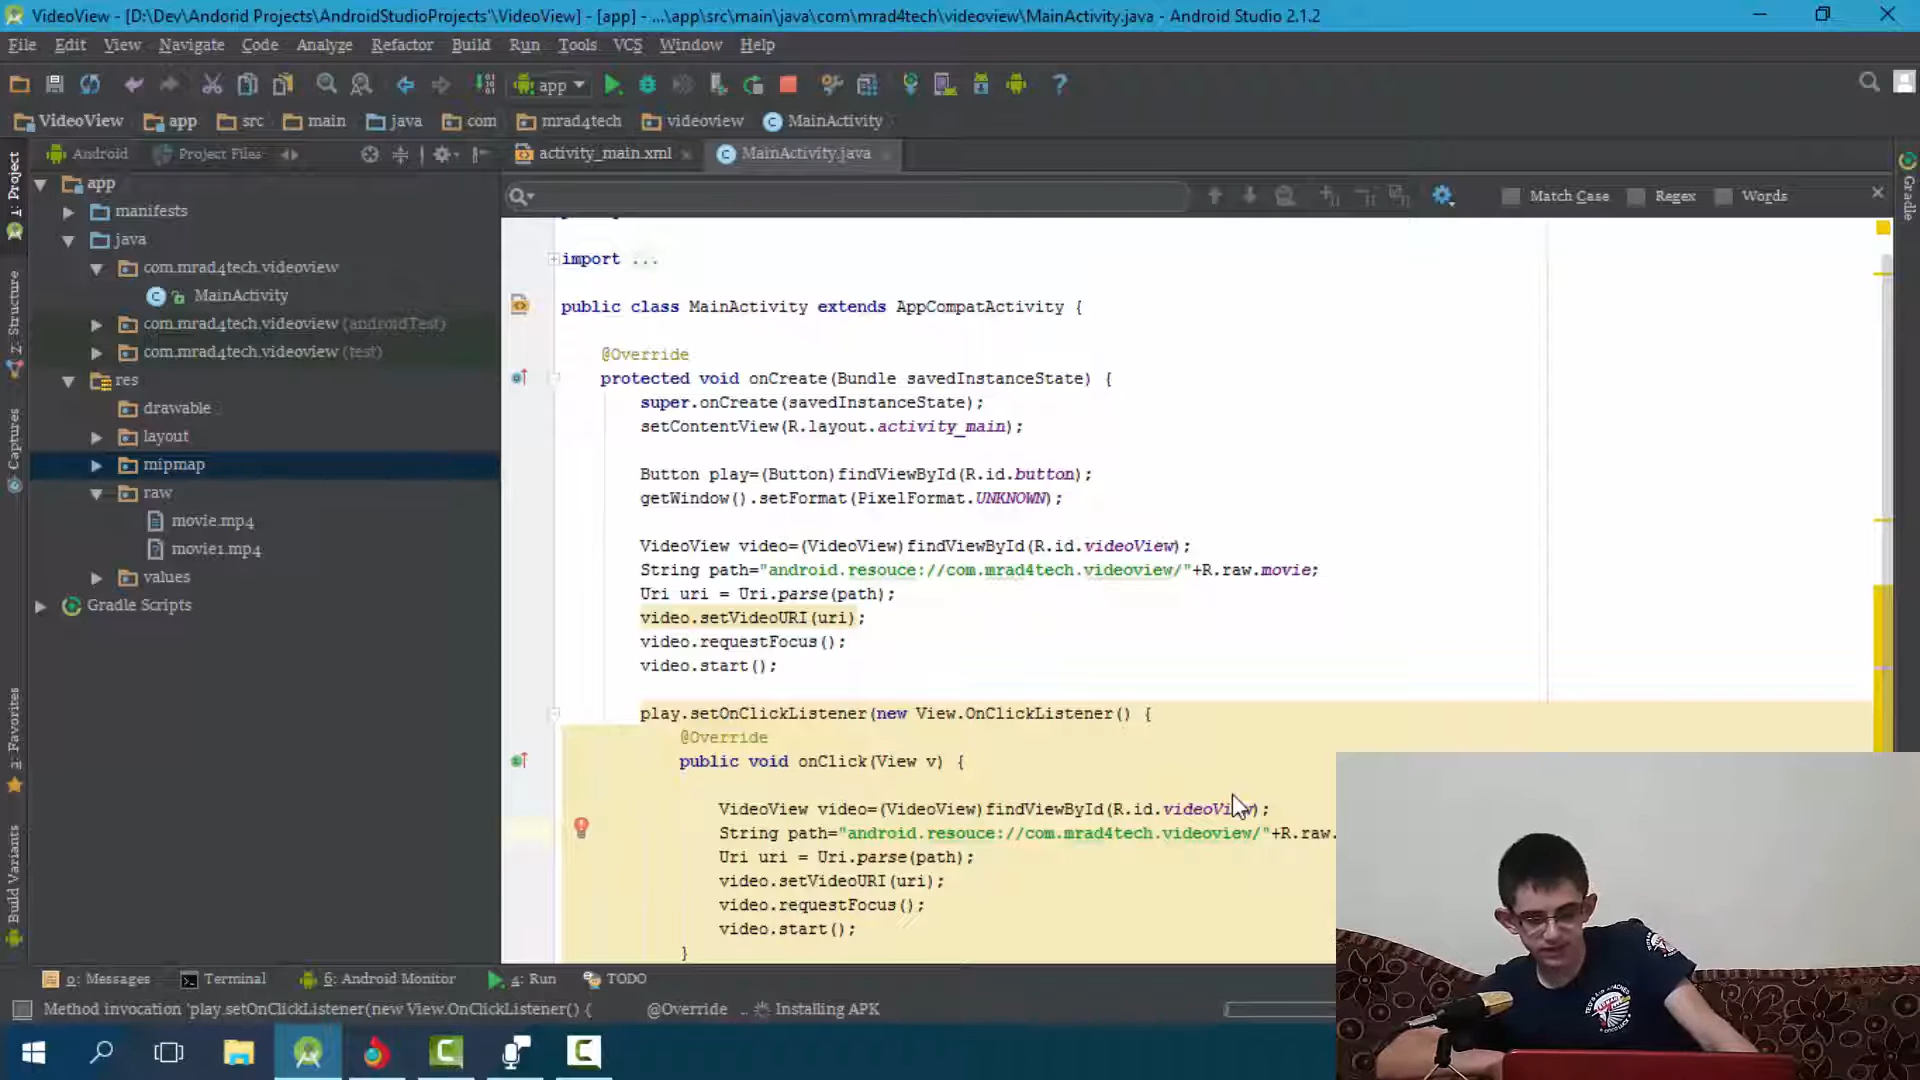 VideoView - [D:\Dev\Andorid Projects\AndroidStudioProjects'\VideoView] - [app] - ...\app\src\main\java\com\mrad4tech\videoview\MainActivity.java - Android Studio 2.1.2
File Edit View Navigate Code Analyze Refactor Build Run Tools VCS Window Help
app
VideoView app src main java com mrad4tech videoview MainActivity
Android Project Files activity_main.xml MainActivity.java
Match Case Regex Words
1: Project
Z: Structure
Captures
2: Favorites
Build Variants
Gradle
app
manifests
java
com.mrad4tech.videoview
MainActivity
com.mrad4tech.videoview (androidTest)
com.mrad4tech.videoview (test)
res
drawable
layout
mipmap
raw
movie.mp4
movie1.mp4
values
Gradle Scripts
import ...
public class MainActivity extends AppCompatActivity {
@Override
protected void onCreate(Bundle savedInstanceState) {
super.onCreate(savedInstanceState);
setContentView(R.layout.activity_main);
Button play=(Button)findViewById(R.id.button);
getWindow().setFormat(PixelFormat.UNKNOWN);
VideoView video=(VideoView)findViewById(R.id.videoView);
String path="android.resouce://com.mrad4tech.videoview/"+R.raw.movie;
Uri uri = Uri.parse(path);
video.setVideoURI(uri);
video.requestFocus();
video.start();
play.setOnClickListener(new View.OnClickListener() {
@Override
public void onClick(View v) {
VideoView video=(VideoView)findViewById(R.id.videoView);
String path="android.resouce://com.mrad4tech.videoview/"+R.raw.
Uri uri = Uri.parse(path);
video.setVideoURI(uri);
video.requestFocus();
video.start();
}
0: Messages Terminal 6: Android Monitor 4: Run TODO
Method invocation 'play.setOnClickListener(new View.OnClickListener() { @Override .. Installing APK